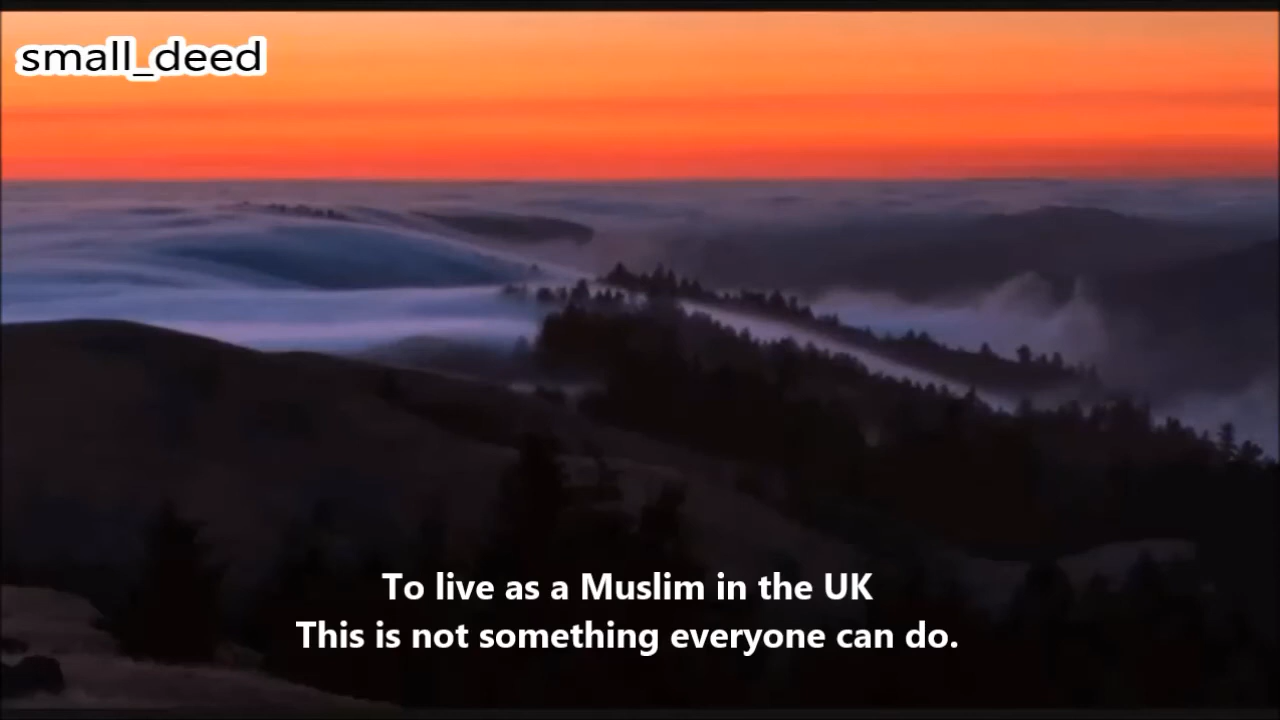 small_deed
To live as a Muslim in the UK
This is not something everyone can do.